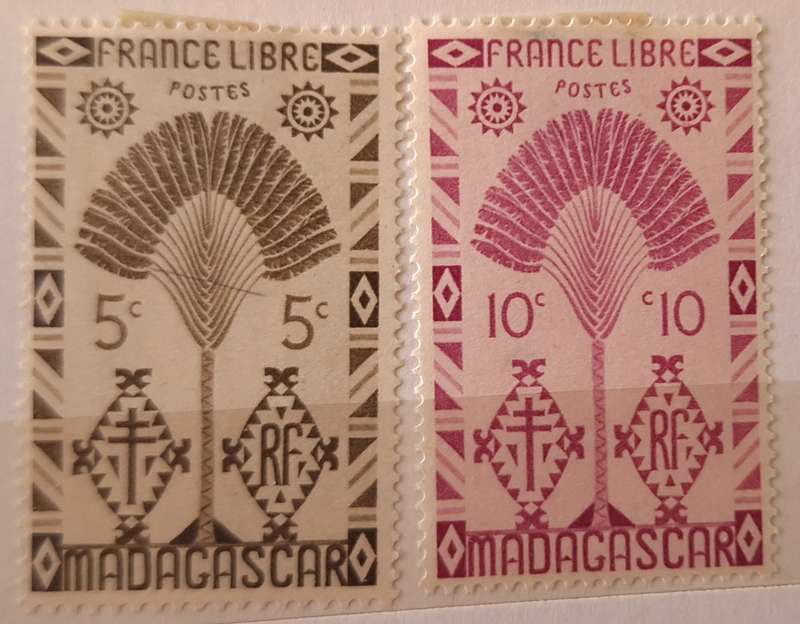 FRANCE LIBRE
POSTES
5c 5c
RF
MADAGASCAR
FRANCE LIBRE
POSTES
10c c10
RF
MADAGASCAR